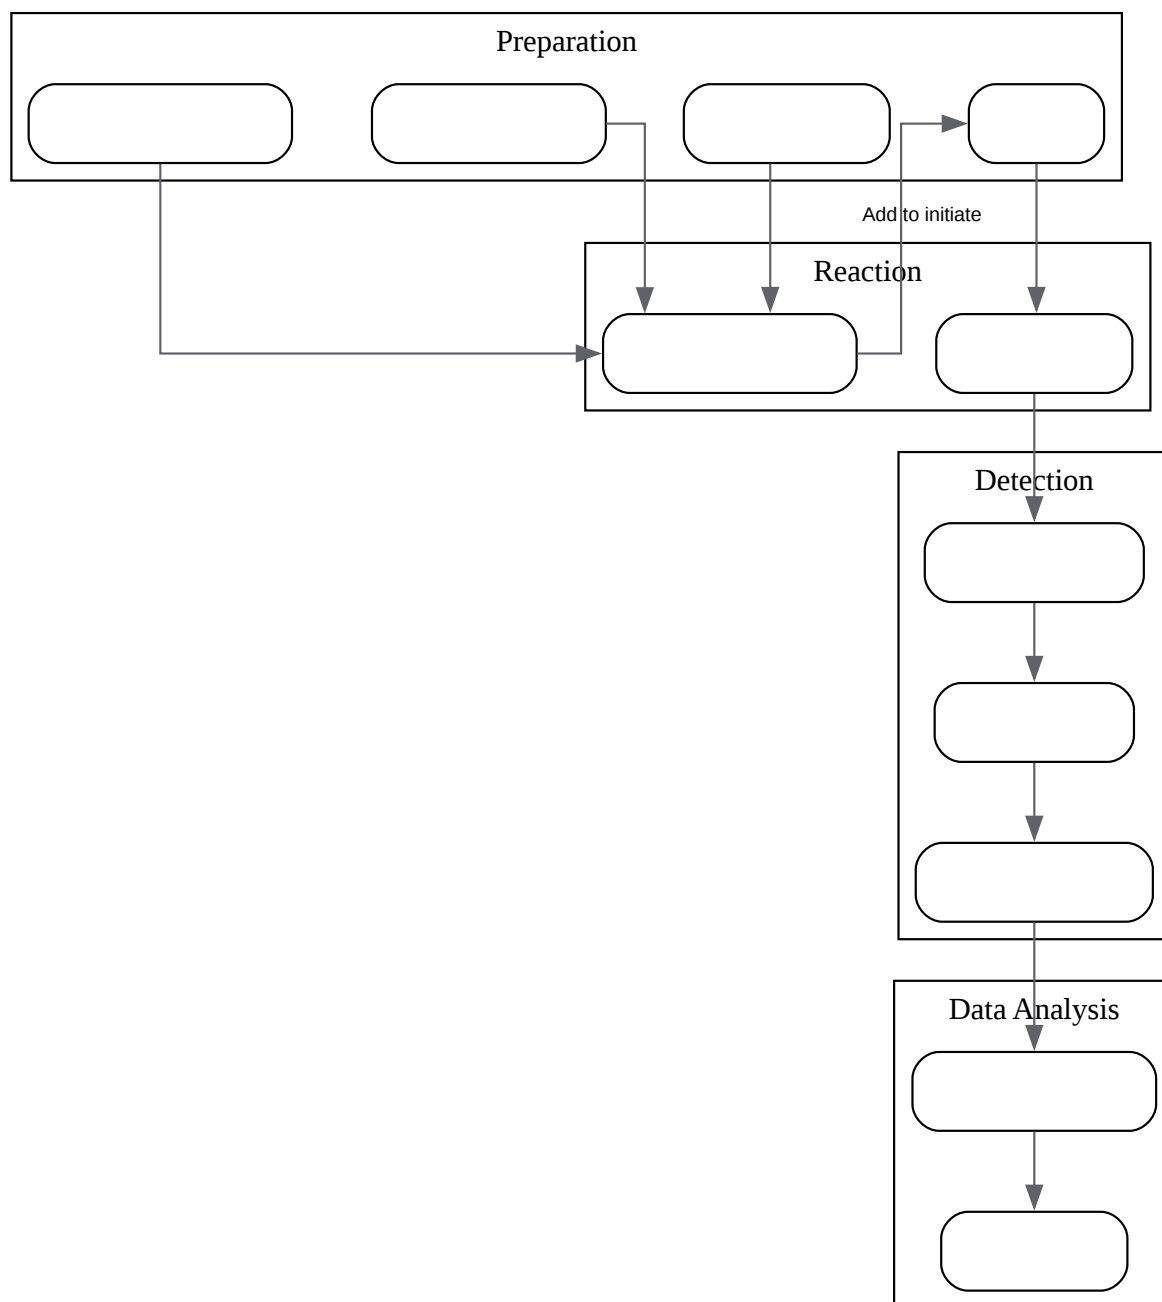 Preparation
Add to initiate
Reaction
Detection
Data Analysis